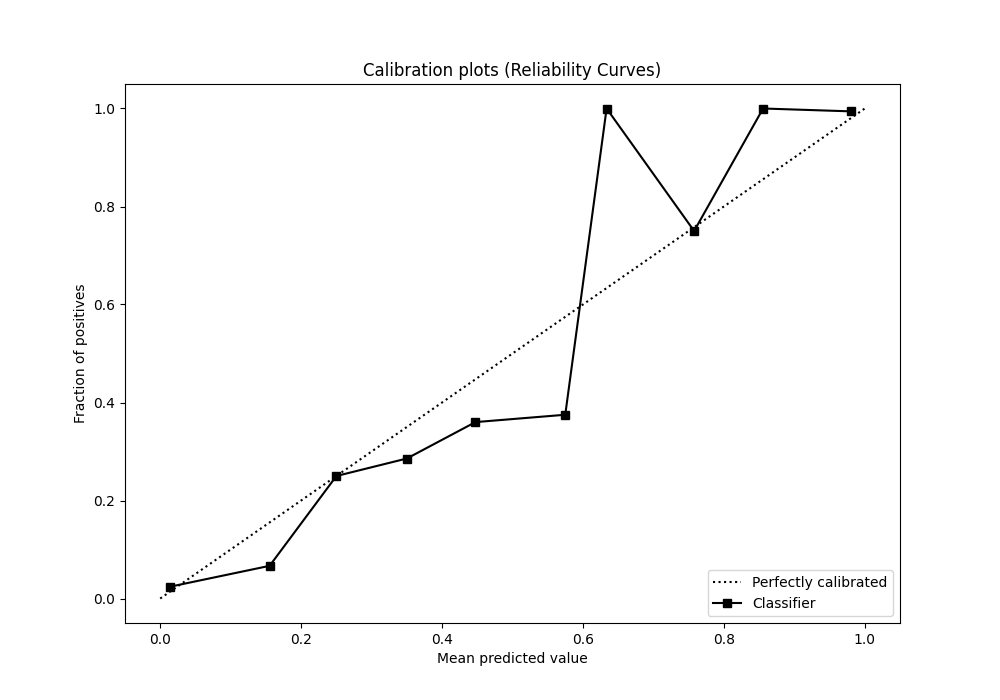 Calibration plots (Reliability Curves)
Fraction of positives
1.0
0.8
0.6
0.4
0.2
0.0
0.0 0.2 0.4 0.6 0.8 1.0
Mean predicted value
Perfectly calibrated
Classifier